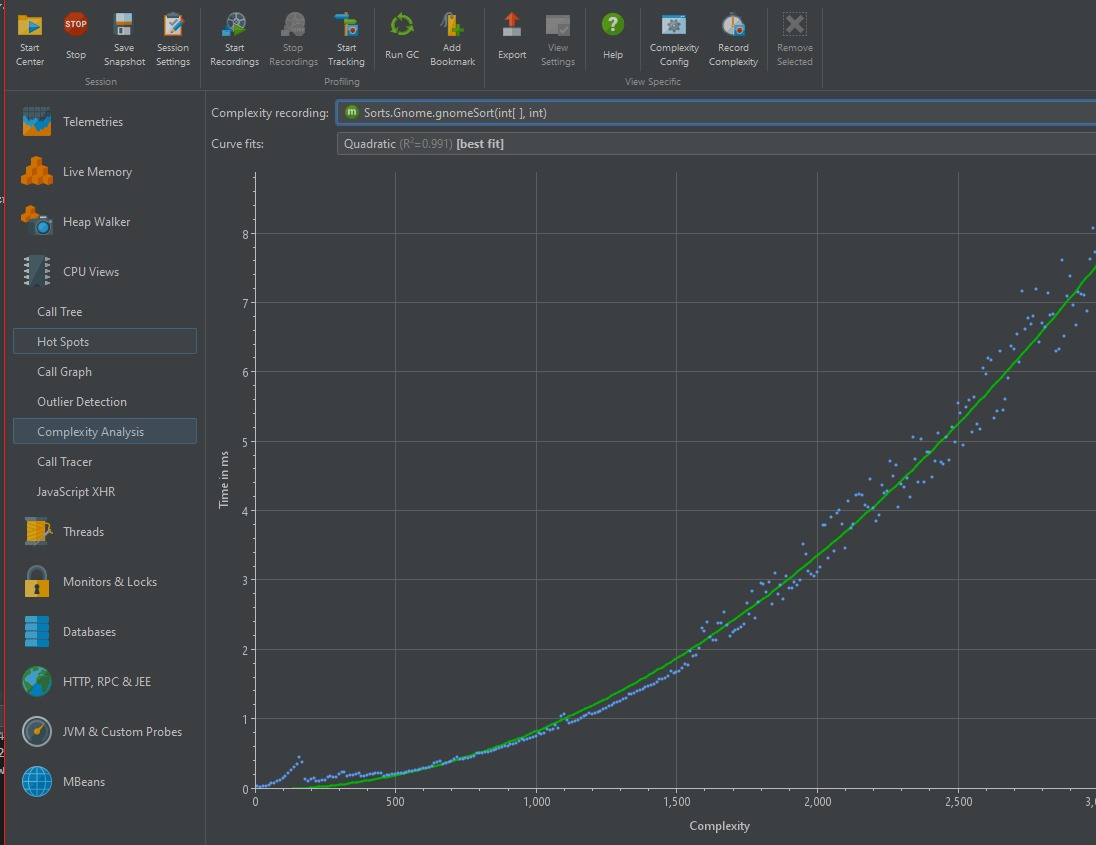 Start Center
Stop
Save Snapshot
Session Settings
Start Recordings
Stop Recordings
Start Tracking
Run GC
Add Bookmark
Export
View Settings
Help
Complexity Config
Record Complexity
Remove Selected
Session
Profiling
View Specific
Telemetries
Live Memory
Heap Walker
CPU Views
Call Tree
Hot Spots
Call Graph
Outlier Detection
Complexity Analysis
Call Tracer
JavaScript XHR
Threads
Monitors & Locks
Databases
HTTP, RPC & JEE
JVM & Custom Probes
MBeans
Complexity recording: m Sorts.Gnome.gnomeSort(int[ ], int)
Curve fits: Quadratic (R²=0.991) [best fit]
8
7
6
5
4
3
2
1
0
Time in ms
0 500 1,000 1,500 2,000 2,500 3,
Complexity